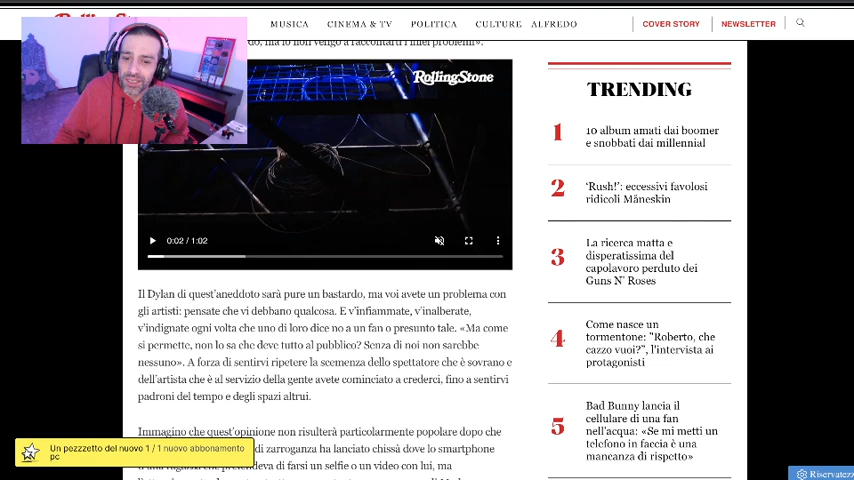 MUSICA CINEMA & TV POLITICA CULTURE ALFREDO COVER STORY NEWSLETTER
do, ma io non vengo a raccontarti i miei problemi».
RollingStone
0:02 / 1:02
Il Dylan di quest'aneddoto sarà pure un bastardo, ma voi avete un problema con
gli artisti: pensate che vi debbano qualcosa. E v'infiammate, v'inalberate,
v'indignate ogni volta che uno di loro dice no a un fan o presunto tale. «Ma come
si permette, non lo sa che deve tutto al pubblico? Senza di noi non sarebbe
nessuno». A forza di sentirvi ripetere la scemenza dello spettatore che è sovrano e
dell'artista che è al servizio della gente avete cominciato a crederci, fino a sentirvi
padroni del tempo e degli spazi altrui.
Immagino che quest'opinione non risulterà particolarmente popolare dopo che
di zarroganza ha lanciato chissà dove lo smartphone
pretendeva di farsi un selfie o un video con lui, ma
Un pezzzetto del nuovo 1 / 1 nuovo abbonamento
pc
TRENDING
1
10 album amati dai boomer
e snobbati dai millennial
2
‘Rush!’: eccessivi favolosi
ridicoli Måneskin
3
La ricerca matta e
disperatissima del
capolavoro perduto dei
Guns N’ Roses
4
Come nasce un
tormentone: "Roberto, che
cazzo vuoi?", l'intervista ai
protagonisti
5
Bad Bunny lancia il
cellulare di una fan
nell'acqua: «Se mi metti un
telefono in faccia è una
mancanza di rispetto»
Riservatezz